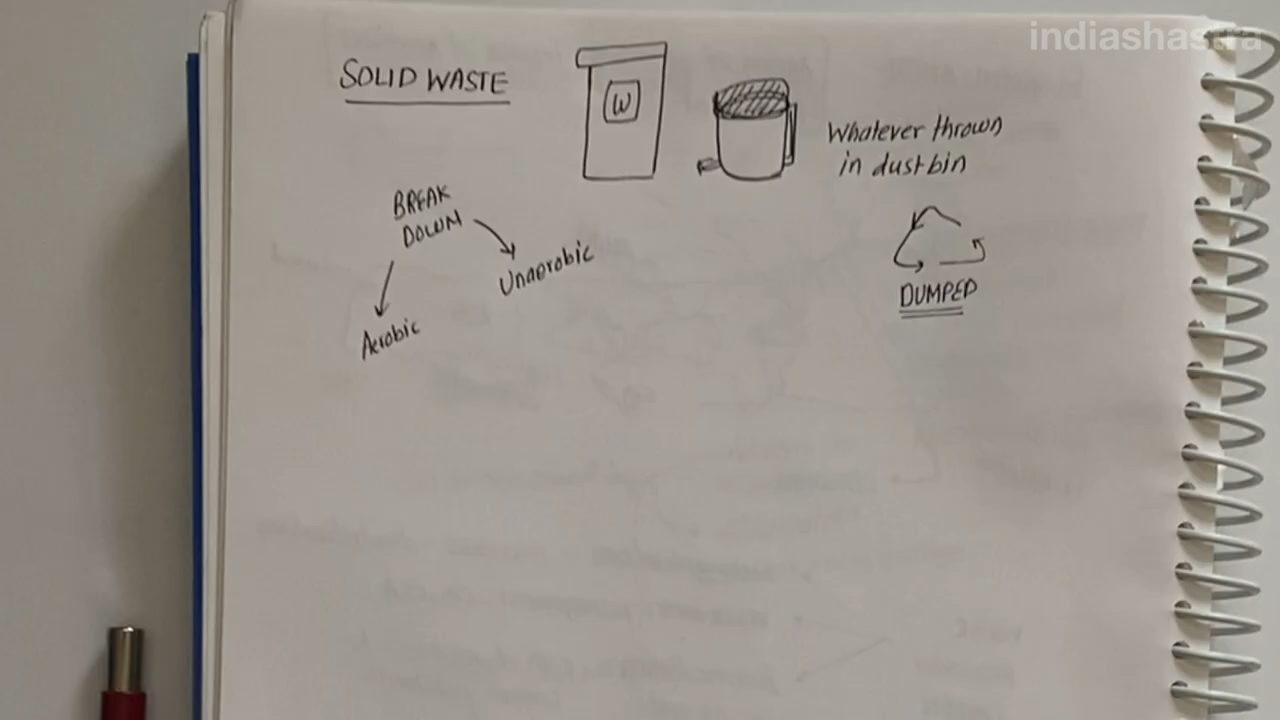 indiashastra
SOLID WASTE
W
Whatever thrown
in dustbin
BREAK
DOWN
Unaerobic
Aerobic
DUMPED